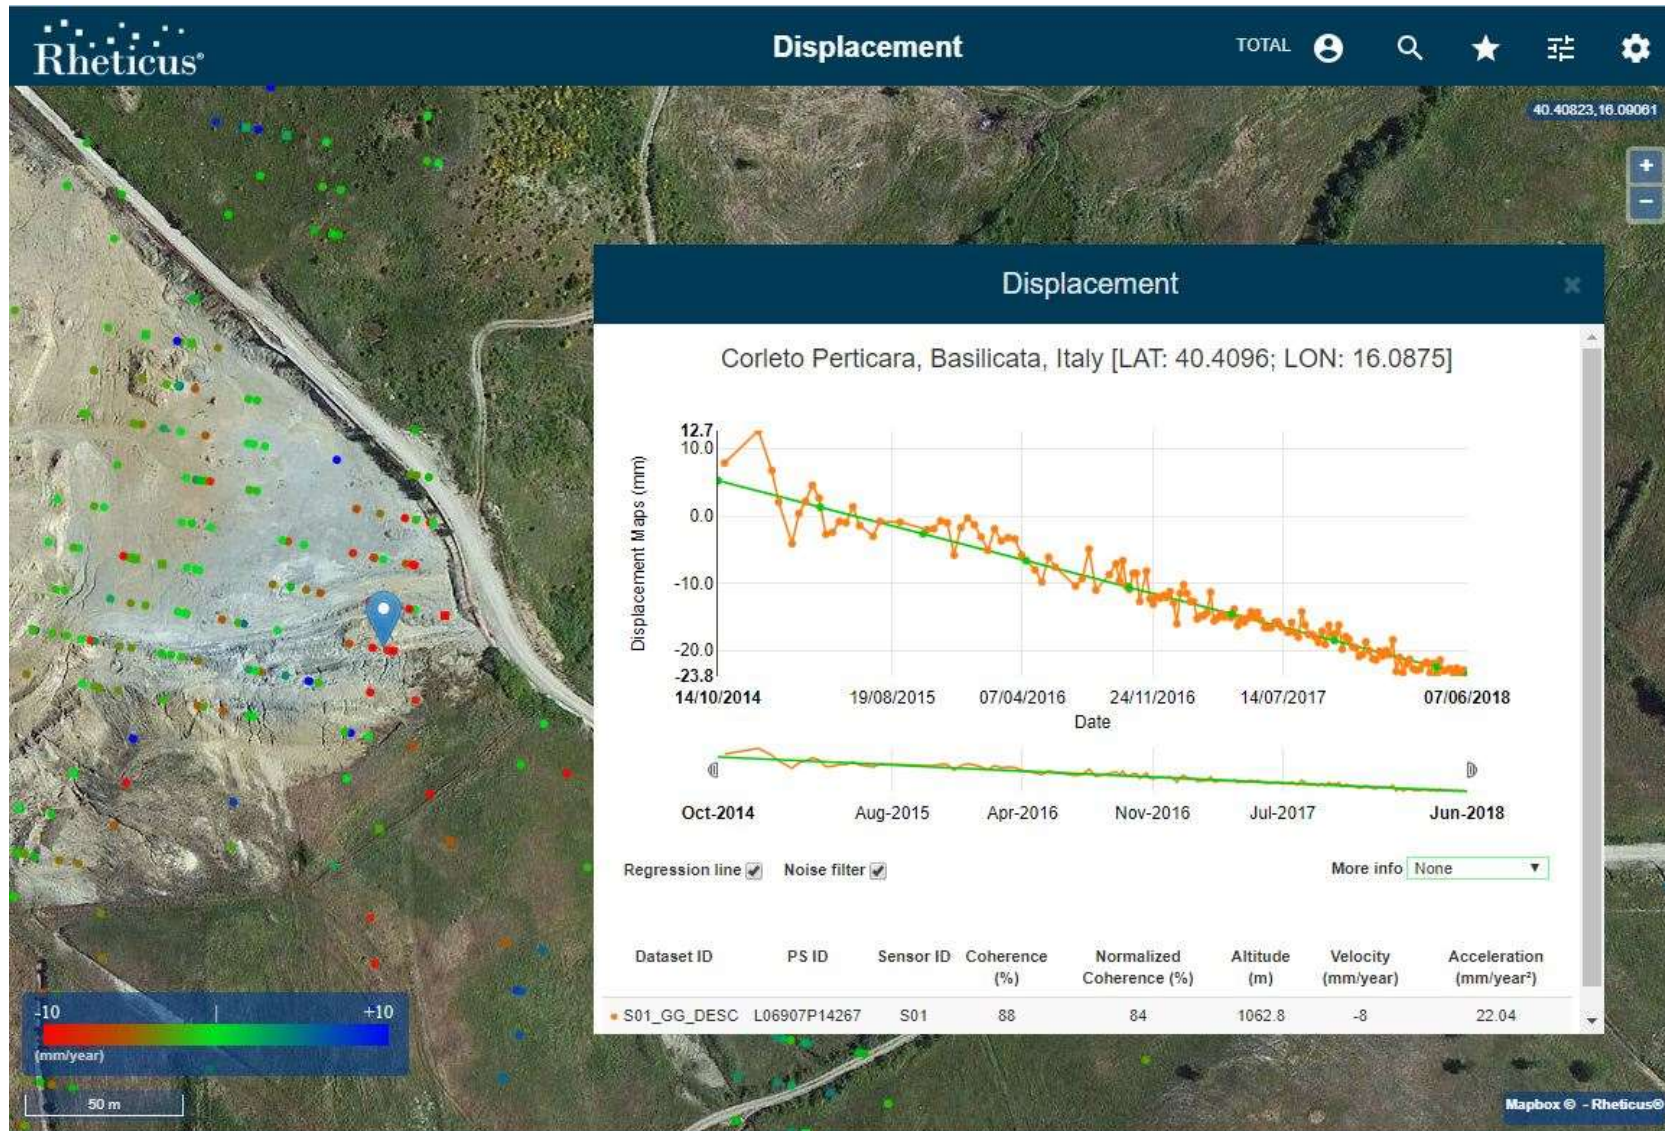 Rheticus®
Displacement
TOTAL
40.40823,16.09061
+
−
Displacement
Corleto Perticara, Basilicata, Italy [LAT: 40.4096; LON: 16.0875]
12.7
10.0
0.0
-10.0
-20.0
-23.8
Displacement Maps (mm)
14/10/2014 19/08/2015 07/04/2016 24/11/2016 14/07/2017 07/06/2018
Date
Oct-2014 Aug-2015 Apr-2016 Nov-2016 Jul-2017 Jun-2018
Regression line Noise filter More info None
Dataset ID PS ID Sensor ID Coherence (%) Normalized Coherence (%) Altitude (m) Velocity (mm/year) Acceleration (mm/year²)
S01_GG_DESC L06907P14267 S01 88 84 1062.8 -8 22.04
-10 +10
(mm/year)
50 m
Mapbox © - Rheticus®